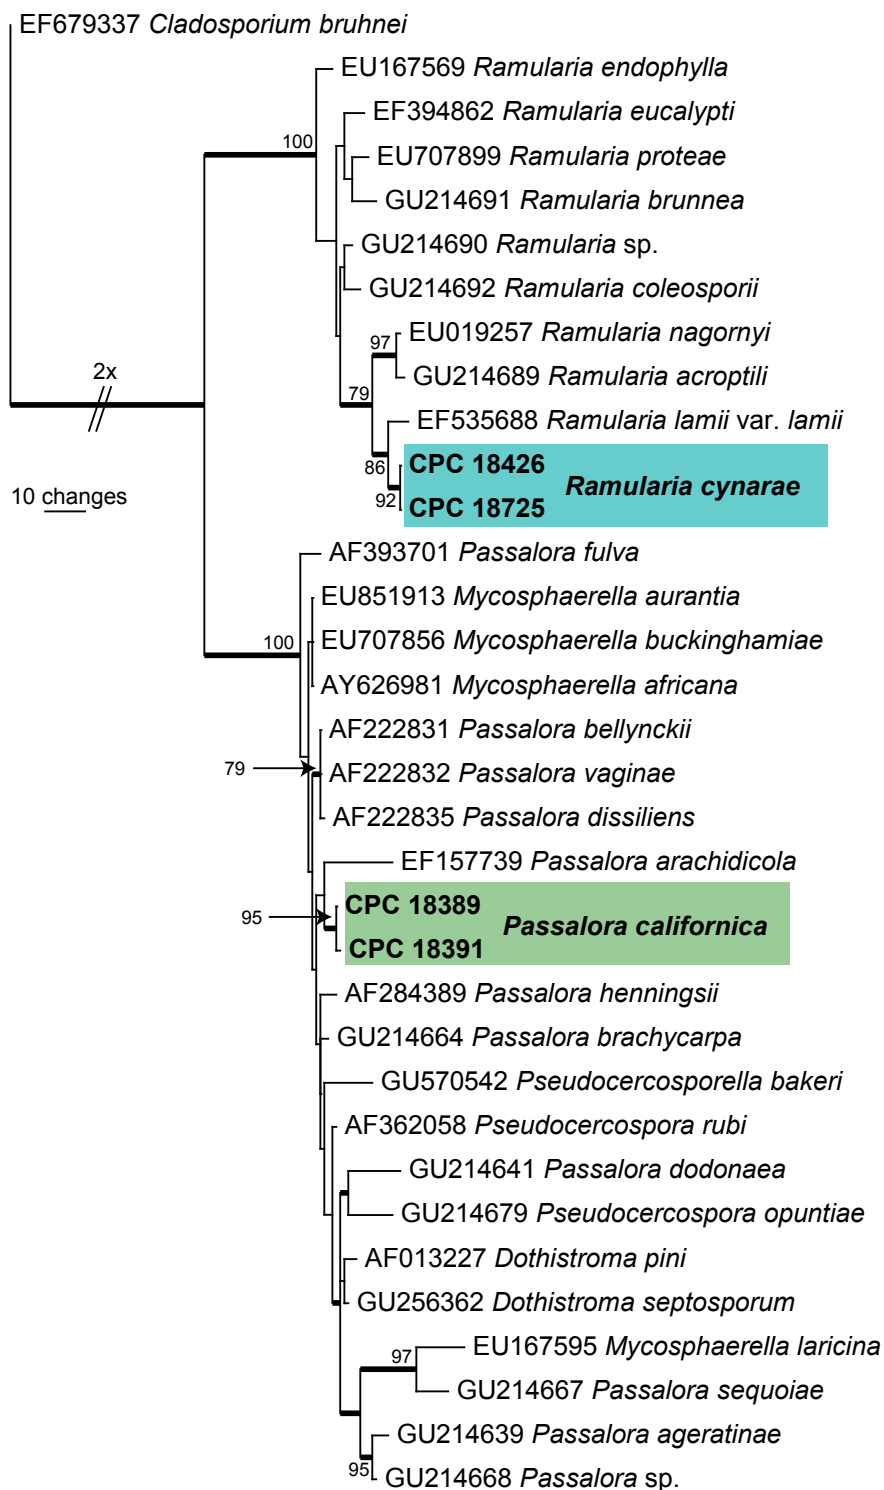 EF679337 Cladosporium bruhnei
EU167569 Ramularia endophylla
EF394862 Ramularia eucalypti
100
EU707899 Ramularia proteae
GU214691 Ramularia brunnea
GU214690 Ramularia sp.
GU214692 Ramularia coleosporii
EU019257 Ramularia nagornyi
97
2x
GU214689 Ramularia acroptili
79
EF535688 Ramularia lamii var. lamii
CPC 18426
86
Ramularia cynarae
10 changes
92
CPC 18725
AF393701 Passalora fulva
EU851913 Mycosphaerella aurantia
100
EU707856 Mycosphaerella buckinghamiae
AY626981 Mycosphaerella africana
AF222831 Passalora bellynckii
79
AF222832 Passalora vaginae
AF222835 Passalora dissiliens
EF157739 Passalora arachidicola
CPC 18389
95
Passalora californica
CPC 18391
AF284389 Passalora henningsii
GU214664 Passalora brachycarpa
GU570542 Pseudocercosporella bakeri
AF362058 Pseudocercospora rubi
GU214641 Passalora dodonaea
GU214679 Pseudocercospora opuntiae
AF013227 Dothistroma pini
GU256362 Dothistroma septosporum
EU167595 Mycosphaerella laricina
97
GU214667 Passalora sequoiae
GU214639 Passalora ageratinae
95
GU214668 Passalora sp.